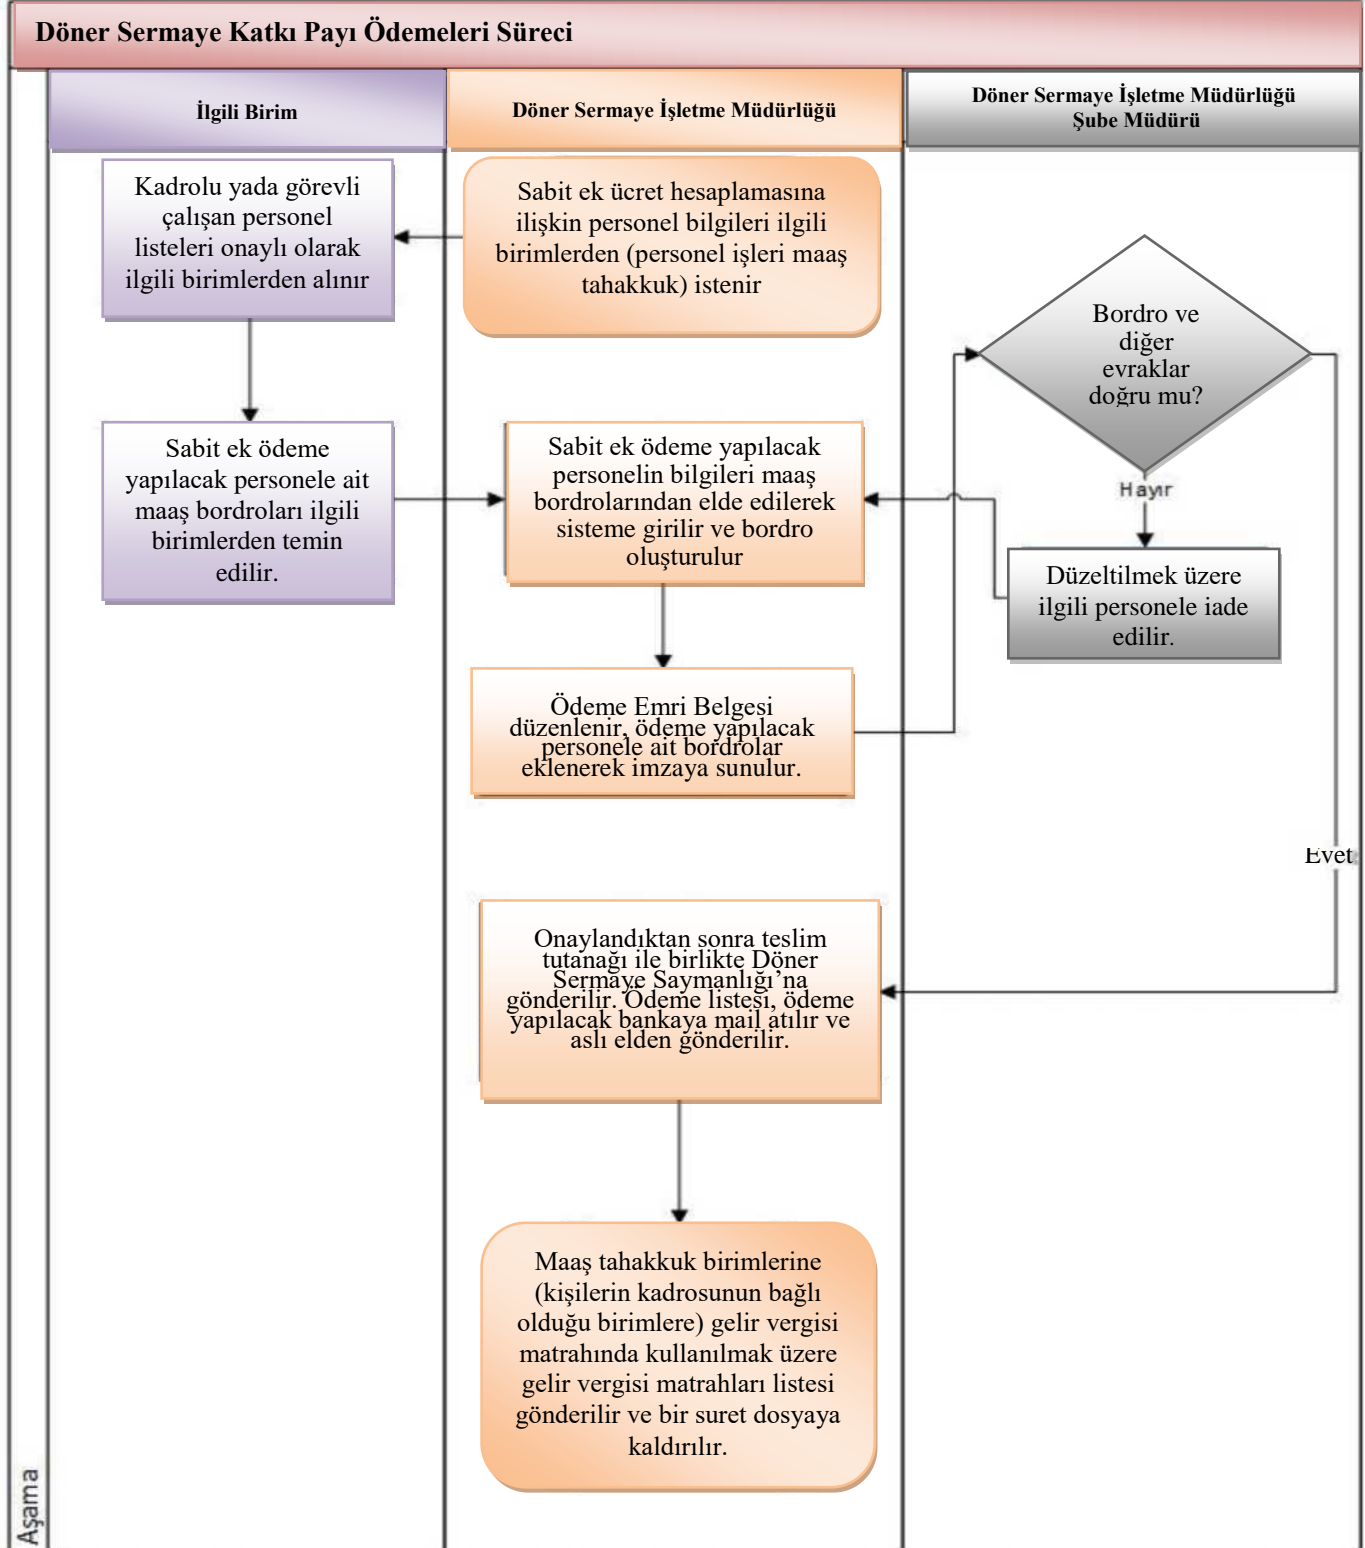 Döner Sermaye Katkı Payı Ödemeleri Süreci
İlgili Birim
Döner Sermaye İşletme Müdürlüğü
Döner Sermaye İşletme Müdürlüğü
Şube Müdürü
Sabit ek ücret hesaplamasına
ilişkin personel bilgileri ilgili
birimlerden (personel işleri maaş
tahakkuk) istenir
Kadrolu yada görevli
çalışan personel
listeleri onaylı olarak
ilgili birimlerden alınır
Sabit ek ödeme
yapılacak personele ait
maaş bordroları ilgili
birimlerden temin
edilir.
Sabit ek ödeme yapılacak
personelin bilgileri maaş
bordrolarından elde edilerek
sisteme girilir ve bordro
oluşturulur
Ödeme Emri Belgesi
düzenlenir, ödeme yapılacak
personele ait bordrolar
eklenerek imzaya sunulur.
Bordro ve
diğer
evraklar
doğru mu?
Hayır
Düzeltilmek üzere
ilgili personele iade
edilir.
Evet
Onaylandıktan sonra teslim
tutanağı ile birlikte Döner
Sermaye Saymanlığı’na
gönderilir. Ödeme listesi, ödeme
yapılacak bankaya mail atılır ve
aslı elden gönderilir.
Maaş tahakkuk birimlerine
(kişilerin kadrosunun bağlı
olduğu birimlere) gelir vergisi
matrahında kullanılmak üzere
gelir vergisi matrahları listesi
gönderilir ve bir suret dosyaya
kaldırılır.
Aşama